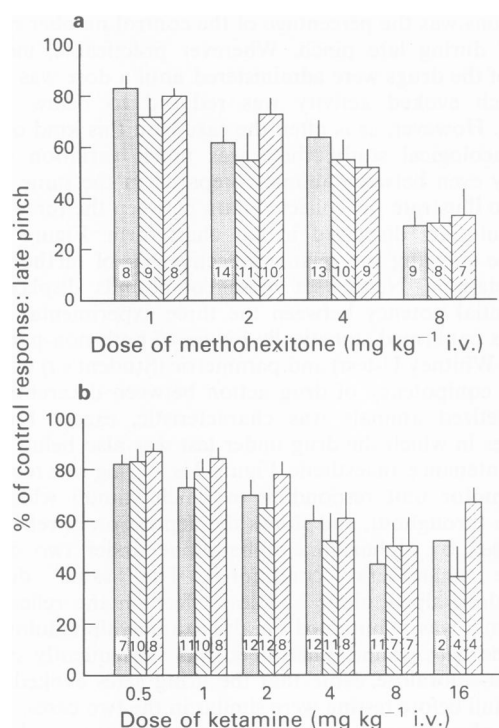 a
100
80
60
40
20
0
8 9 8 14 11 10 13 10 9 9 8 7
1 2 4 8
Dose of methohexitone (mg kg⁻¹ i.v.)
% of control response: late pinch
b
100
80
60
40
20
0
7 10 8 11 10 8 12 12 8 12 11 8 11 7 7 2 4 4
0.5 1 2 4 8 16
Dose of ketamine (mg kg⁻¹ i.v.)